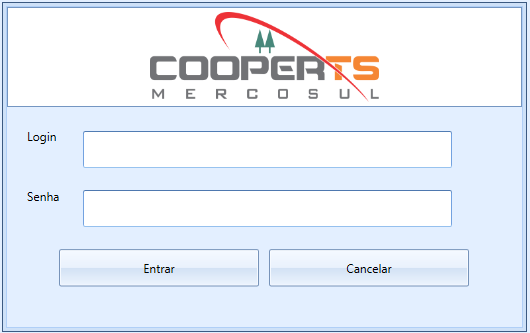 COOPERTS
MERCOSUL
Login
Senha
Entrar
Cancelar